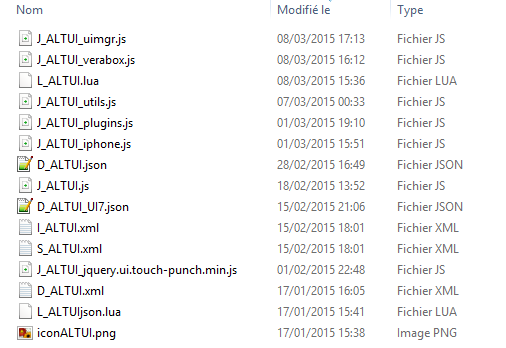 Nom Modifié le Type
J_ALTUI_uimgr.js 08/03/2015 17:13 Fichier JS
J_ALTUI_verabox.js 08/03/2015 16:12 Fichier JS
L_ALTUI.lua 08/03/2015 15:36 Fichier LUA
J_ALTUI_utils.js 07/03/2015 00:33 Fichier JS
J_ALTUI_plugins.js 01/03/2015 19:10 Fichier JS
J_ALTUI_iphone.js 01/03/2015 15:51 Fichier JS
D_ALTUI.json 28/02/2015 16:49 Fichier JSON
J_ALTUI.js 18/02/2015 13:52 Fichier JS
D_ALTUI_UI7.json 15/02/2015 21:06 Fichier JSON
I_ALTUI.xml 15/02/2015 18:01 Fichier XML
S_ALTUI.xml 15/02/2015 18:01 Fichier XML
J_ALTUI_jquery.ui.touch-punch.min.js 01/02/2015 22:48 Fichier JS
D_ALTUI.xml 17/01/2015 16:05 Fichier XML
L_ALTUIjson.lua 17/01/2015 15:41 Fichier LUA
iconALTUI.png 17/01/2015 15:38 Image PNG